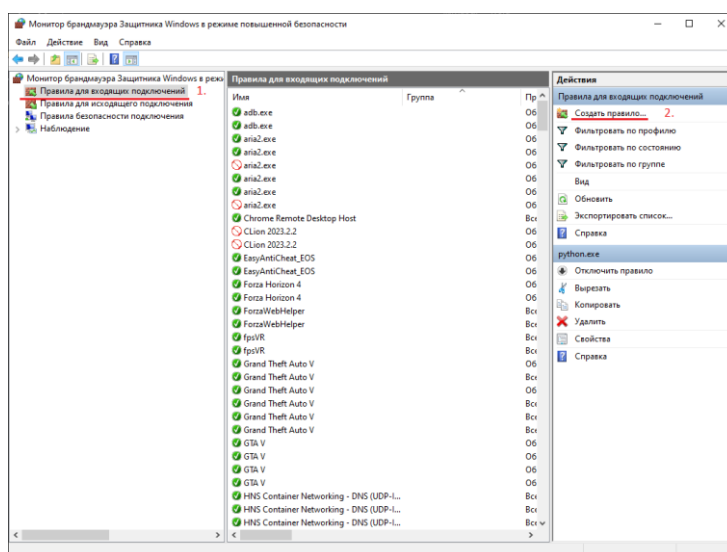 Монитор брандмауэра Защитника Windows в режиме повышенной безопасности
Файл Действие Вид Справка
Монитор брандмауэра Защитника Windows в режи
Правила для входящих подключений 1.
Правила для исходящего подключения
Правила безопасности подключения
Наблюдение
Правила для входящих подключений
Имя Группа Пр
adb.exe Об
adb.exe Об
aria2.exe Об
aria2.exe Об
aria2.exe Об
aria2.exe Об
aria2.exe Об
aria2.exe Об
Chrome Remote Desktop Host Все
CLion 2023.2.2 Об
CLion 2023.2.2 Об
EasyAntiCheat_EOS Об
EasyAntiCheat_EOS Об
Forza Horizon 4 Об
Forza Horizon 4 Об
ForzaWebHelper Все
ForzaWebHelper Все
fpsVR Все
fpsVR Все
Grand Theft Auto V Об
Grand Theft Auto V Все
Grand Theft Auto V Об
Grand Theft Auto V Все
Grand Theft Auto V Все
Grand Theft Auto V Все
GTA V Об
GTA V Об
GTA V Об
GTA V Об
HNS Container Networking - DNS (UDP-I... Все
HNS Container Networking - DNS (UDP-I... Все
HNS Container Networking - DNS (UDP-I... Все
Действия
Правила для входящих подключений
Создать правило... 2.
Фильтровать по профилю
Фильтровать по состоянию
Фильтровать по группе
Вид
Обновить
Экспортировать список...
Справка
python.exe
Отключить правило
Вырезать
Копировать
Удалить
Свойства
Справка